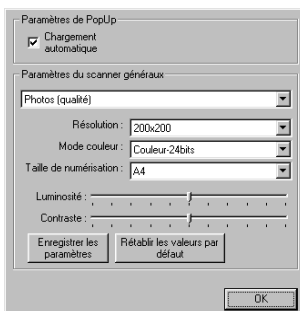 Paramètres de PopUp
Chargement
automatique
Paramètres du scanner généraux
Photos (qualité)
Résolution : 200x200
Mode couleur : Couleur-24bits
Taille de numérisation : A4
Luminosité :
Contraste :
Enregistrer les
paramètres
Rétablir les valeurs par
défaut
OK